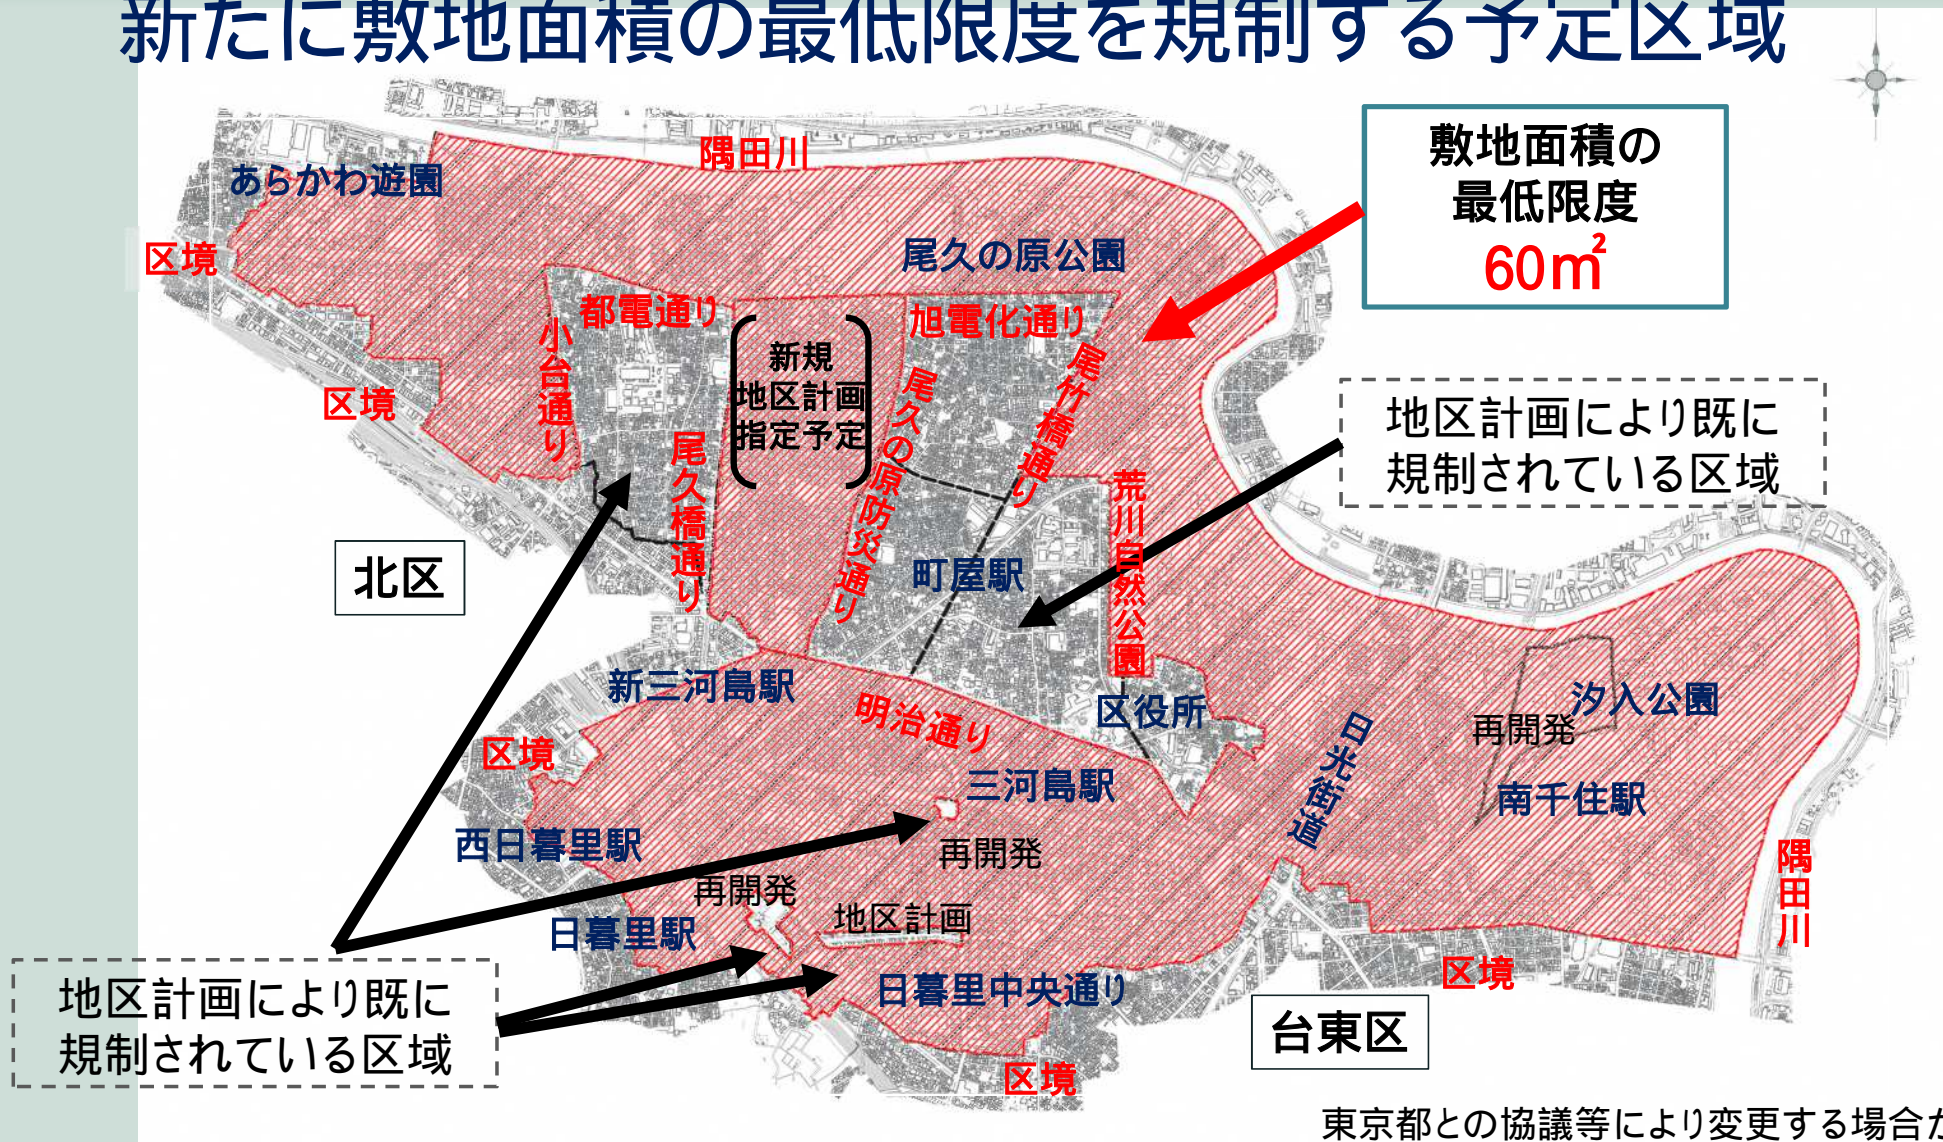 新たに敷地面積の最低限度を規制する予定区域
隅田川
敷地面積の
最低限度
60㎡
あらかわ遊園
区境
尾久の原公園
都電通り
旭電化通り
小台通り
新規
地区計画
指定予定
尾竹橋通り
尾久の原防災通り
区境
尾久橋通り
地区計画により既に
規制されている区域
荒川自然公園
北区
町屋駅
新三河島駅
明治通り
区役所
汐入公園
再開発
日光街道
区境
三河島駅
南千住駅
西日暮里駅
再開発
再開発
隅田川
地区計画
日暮里駅
日暮里中央通り
区境
地区計画により既に
規制されている区域
台東区
区境
東京都との協議等により変更する場合が